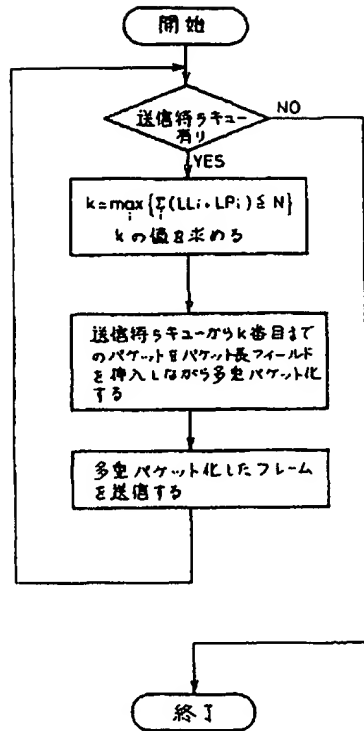 開始
送信待ちキュー
有り
NO
YES
k=max i {Σ i (LLi+LPi)≦N}
kの値を求める
送信待ちキューからk番目まで
のパケットをパケット長フィールド
を挿入しながら多重パケット化
する
多重パケット化したフレーム
を送信する
終了